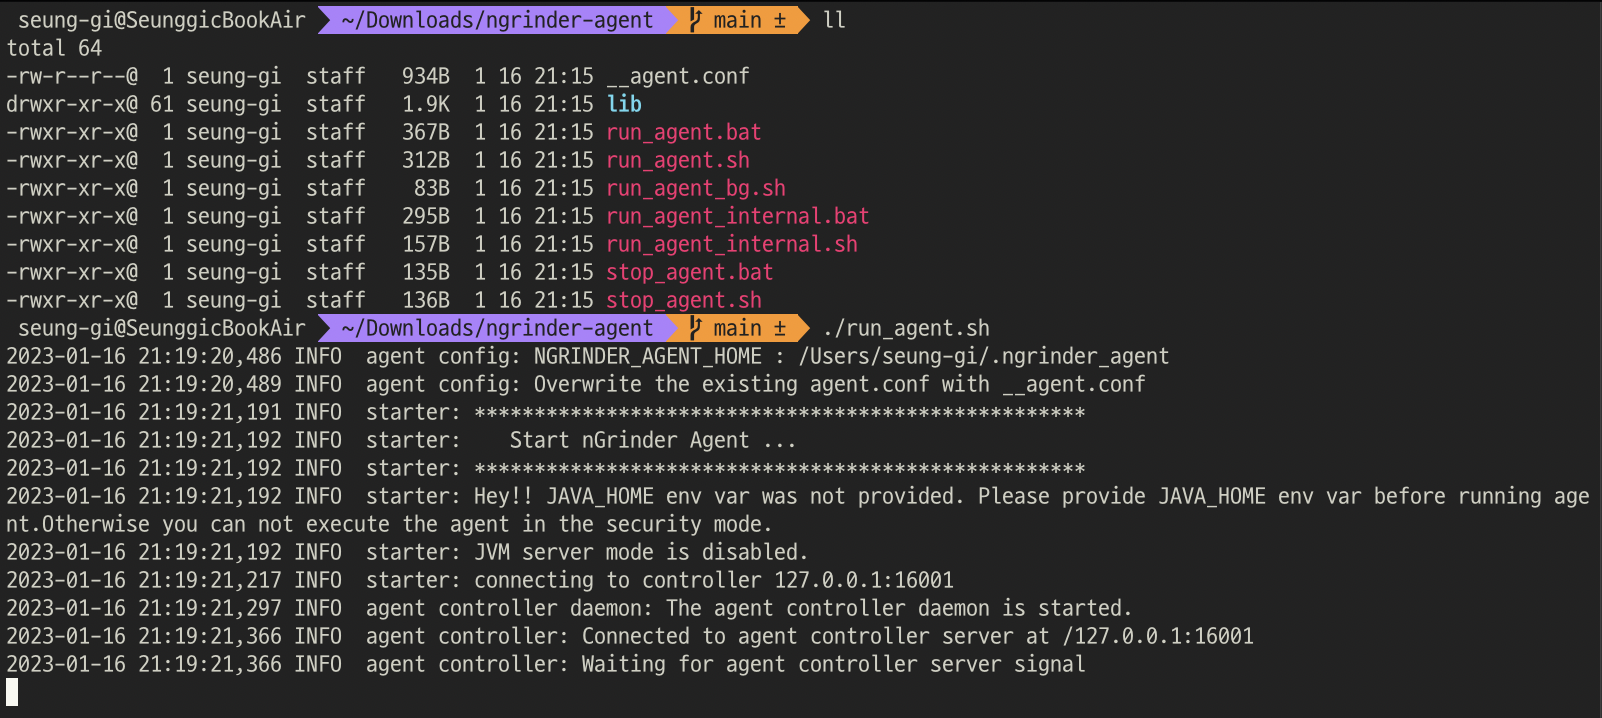 seung-gi@SeunggicBookAir ~/Downloads/ngrinder-agent main ± ll
total 64
-rw-r--r--@  1 seung-gi  staff   934B  1 16 21:15 __agent.conf
drwxr-xr-x@ 61 seung-gi  staff   1.9K  1 16 21:15 lib
-rwxr-xr-x@  1 seung-gi  staff   367B  1 16 21:15 run_agent.bat
-rwxr-xr-x@  1 seung-gi  staff   312B  1 16 21:15 run_agent.sh
-rwxr-xr-x@  1 seung-gi  staff    83B  1 16 21:15 run_agent_bg.sh
-rwxr-xr-x@  1 seung-gi  staff   295B  1 16 21:15 run_agent_internal.bat
-rwxr-xr-x@  1 seung-gi  staff   157B  1 16 21:15 run_agent_internal.sh
-rwxr-xr-x@  1 seung-gi  staff   135B  1 16 21:15 stop_agent.bat
-rwxr-xr-x@  1 seung-gi  staff   136B  1 16 21:15 stop_agent.sh
seung-gi@SeunggicBookAir ~/Downloads/ngrinder-agent main ± ./run_agent.sh
2023-01-16 21:19:20,486 INFO  agent config: NGRINDER_AGENT_HOME : /Users/seung-gi/.ngrinder_agent
2023-01-16 21:19:20,489 INFO  agent config: Overwrite the existing agent.conf with __agent.conf
2023-01-16 21:19:21,191 INFO  starter: ***************************************************
2023-01-16 21:19:21,192 INFO  starter:    Start nGrinder Agent ...
2023-01-16 21:19:21,192 INFO  starter: ***************************************************
2023-01-16 21:19:21,192 INFO  starter: Hey!! JAVA_HOME env var was not provided. Please provide JAVA_HOME env var before running age
nt.Otherwise you can not execute the agent in the security mode.
2023-01-16 21:19:21,192 INFO  starter: JVM server mode is disabled.
2023-01-16 21:19:21,217 INFO  starter: connecting to controller 127.0.0.1:16001
2023-01-16 21:19:21,297 INFO  agent controller daemon: The agent controller daemon is started.
2023-01-16 21:19:21,366 INFO  agent controller: Connected to agent controller server at /127.0.0.1:16001
2023-01-16 21:19:21,366 INFO  agent controller: Waiting for agent controller server signal